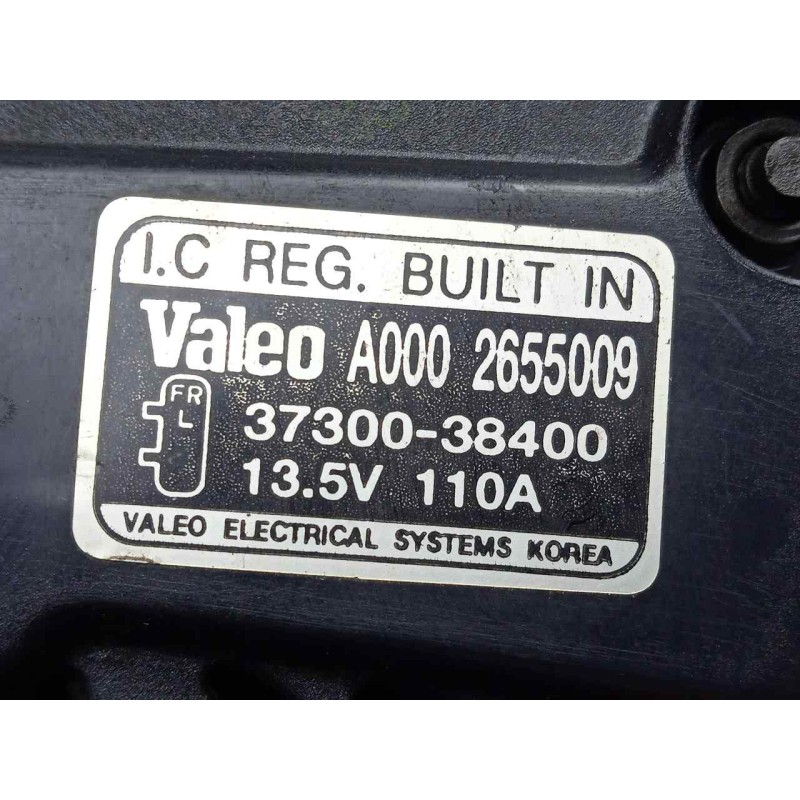 I.C REG. BUILT IN
Valeo A000 2655009
FR
L
37300-38400
13.5V 110A
VALEO ELECTRICAL SYSTEMS KOREA